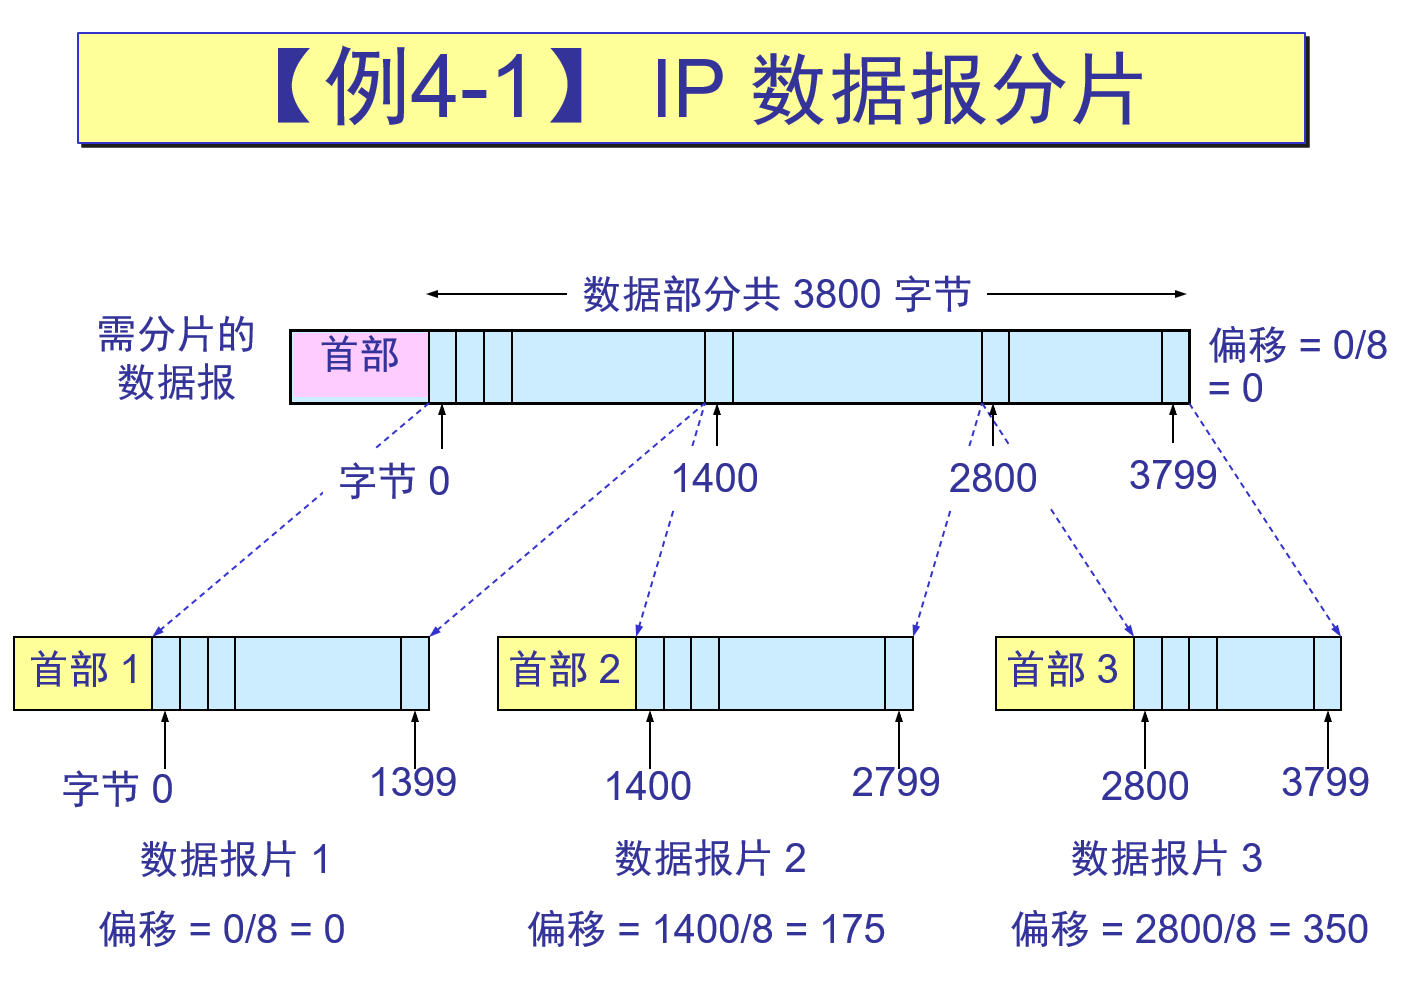 【例4-1】 IP 数据报分片
数据部分共 3800 字节
需分片的
数据报
首部
偏移 = 0/8
= 0
字节 0
1400
2800
3799
首部 1
首部 2
首部 3
字节 0
1399
1400
2799
2800
3799
数据报片 1
数据报片 2
数据报片 3
偏移 = 0/8 = 0
偏移 = 1400/8 = 175
偏移 = 2800/8 = 350